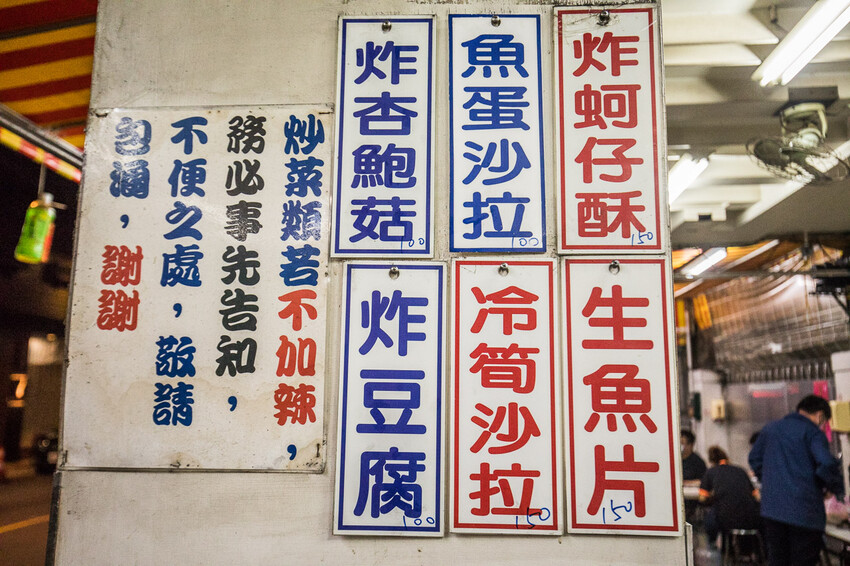 炒菜類若不加辣，
務必事先告知，
不便之處，敬請
包涵，謝謝
炸杏鮑菇
100
魚蛋沙拉
100
炸蚵仔酥
150
炸豆腐
100
冷筍沙拉
150
生魚片
150